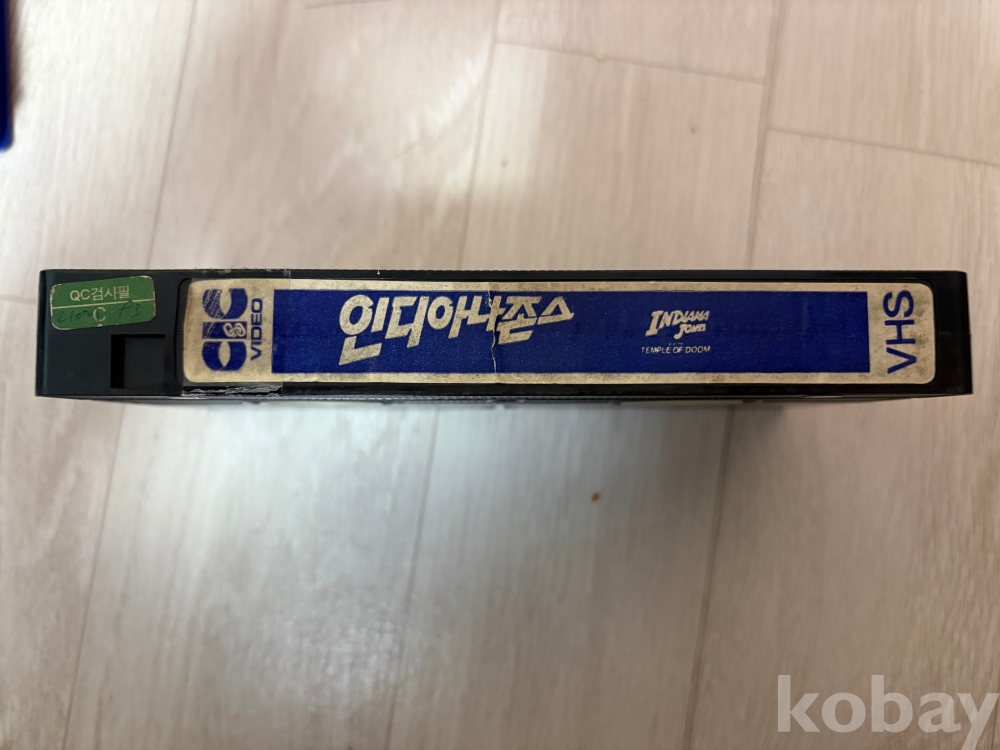 QC검사필
C
CIC
VIDEO
인디아나존스
INDIANA
JONES
TEMPLE OF DOOM
VHS
kobay